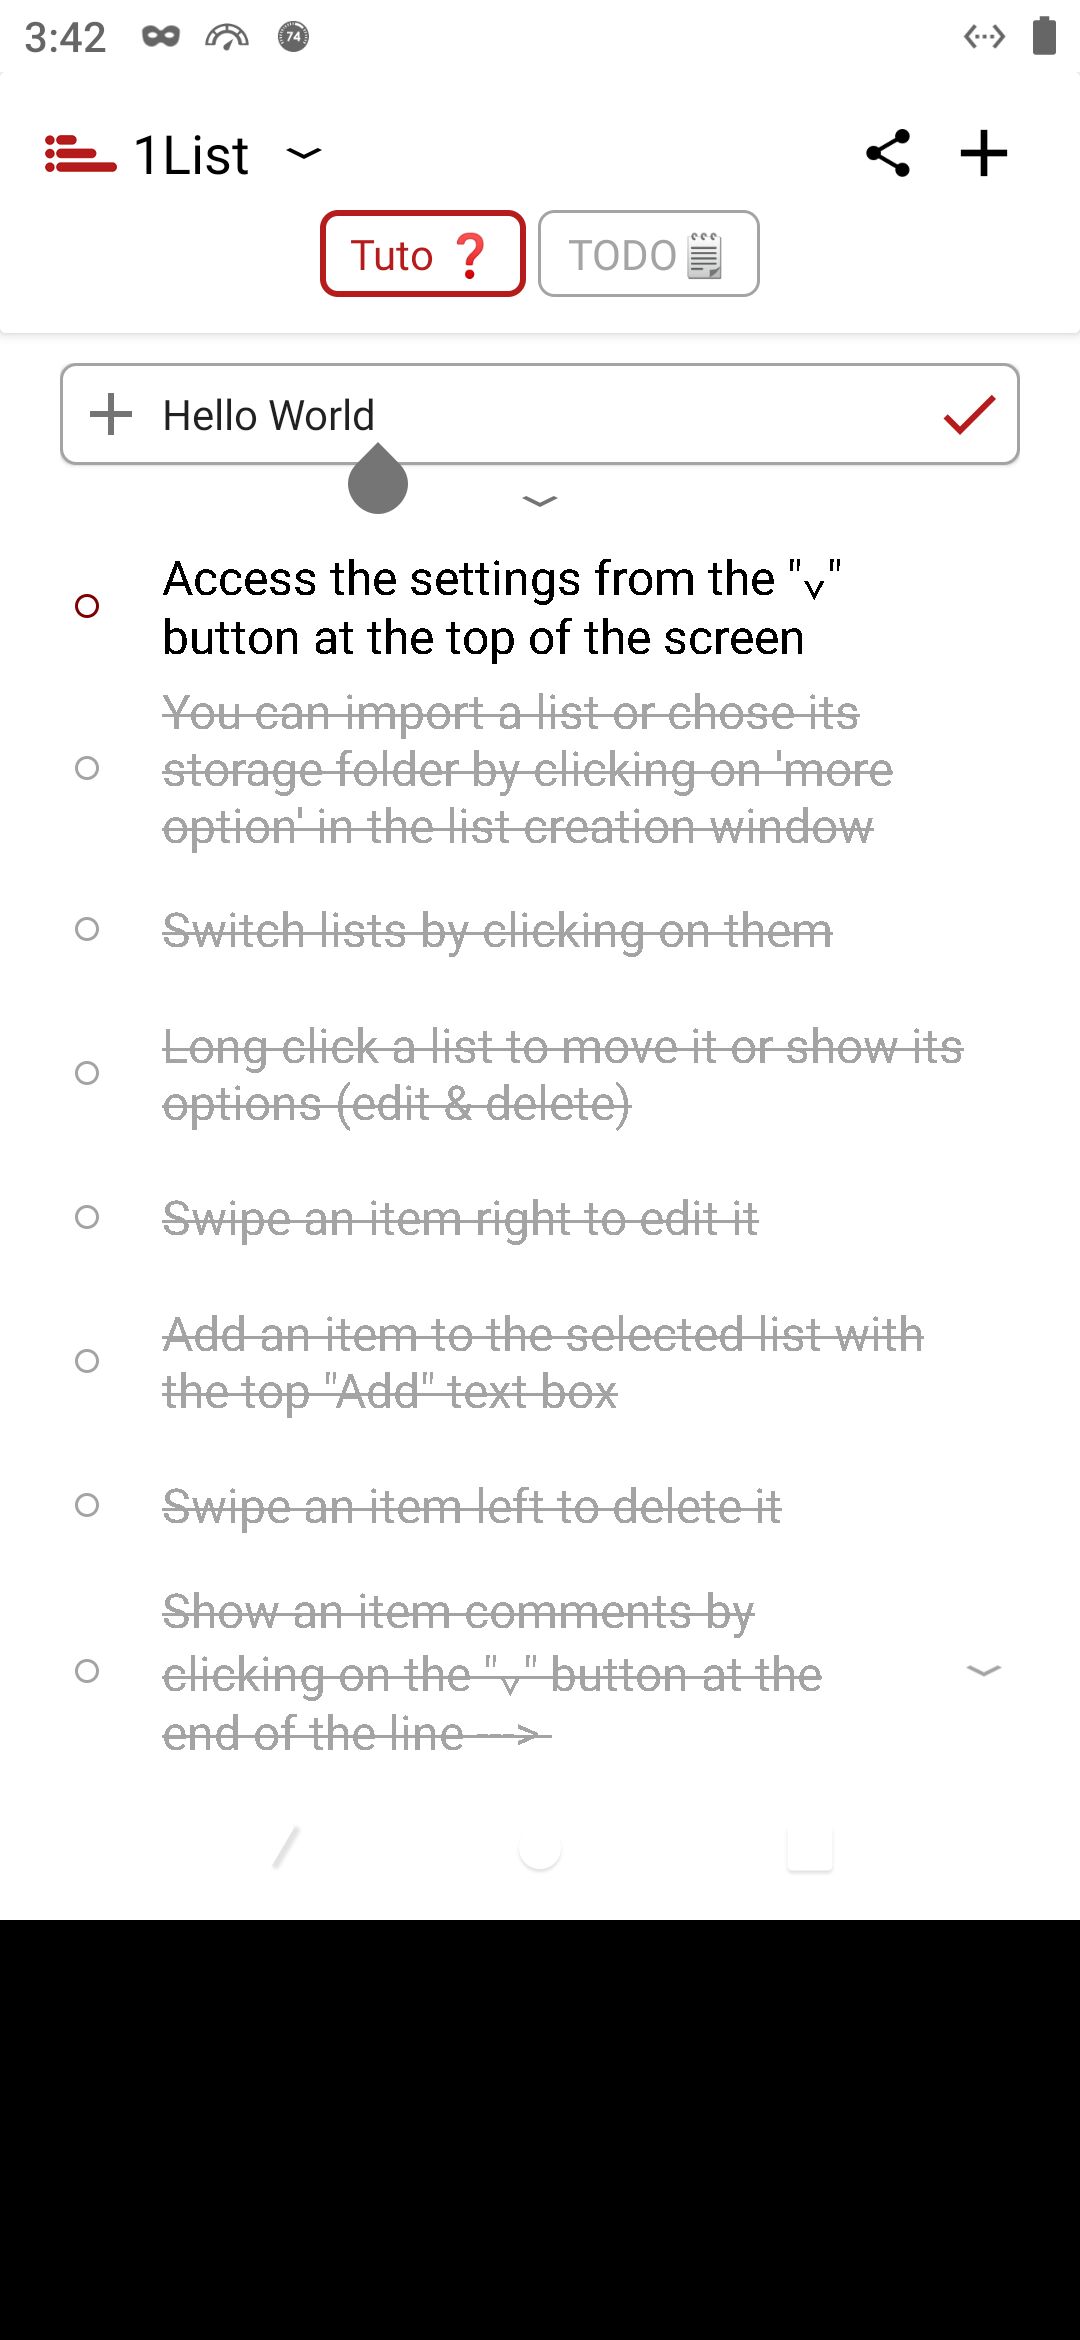 3:42
74
1List
Tuto ❓
TODO🗒
Hello World
Access the settings from the "v"
button at the top of the screen
You can import a list or chose its
storage folder by clicking on 'more
option' in the list creation window
Switch lists by clicking on them
Long click a list to move it or show its
options (edit & delete)
Swipe an item right to edit it
Add an item to the selected list with
the top "Add" text box
Swipe an item left to delete it
Show an item comments by
clicking on the "v" button at the
end of the line --->